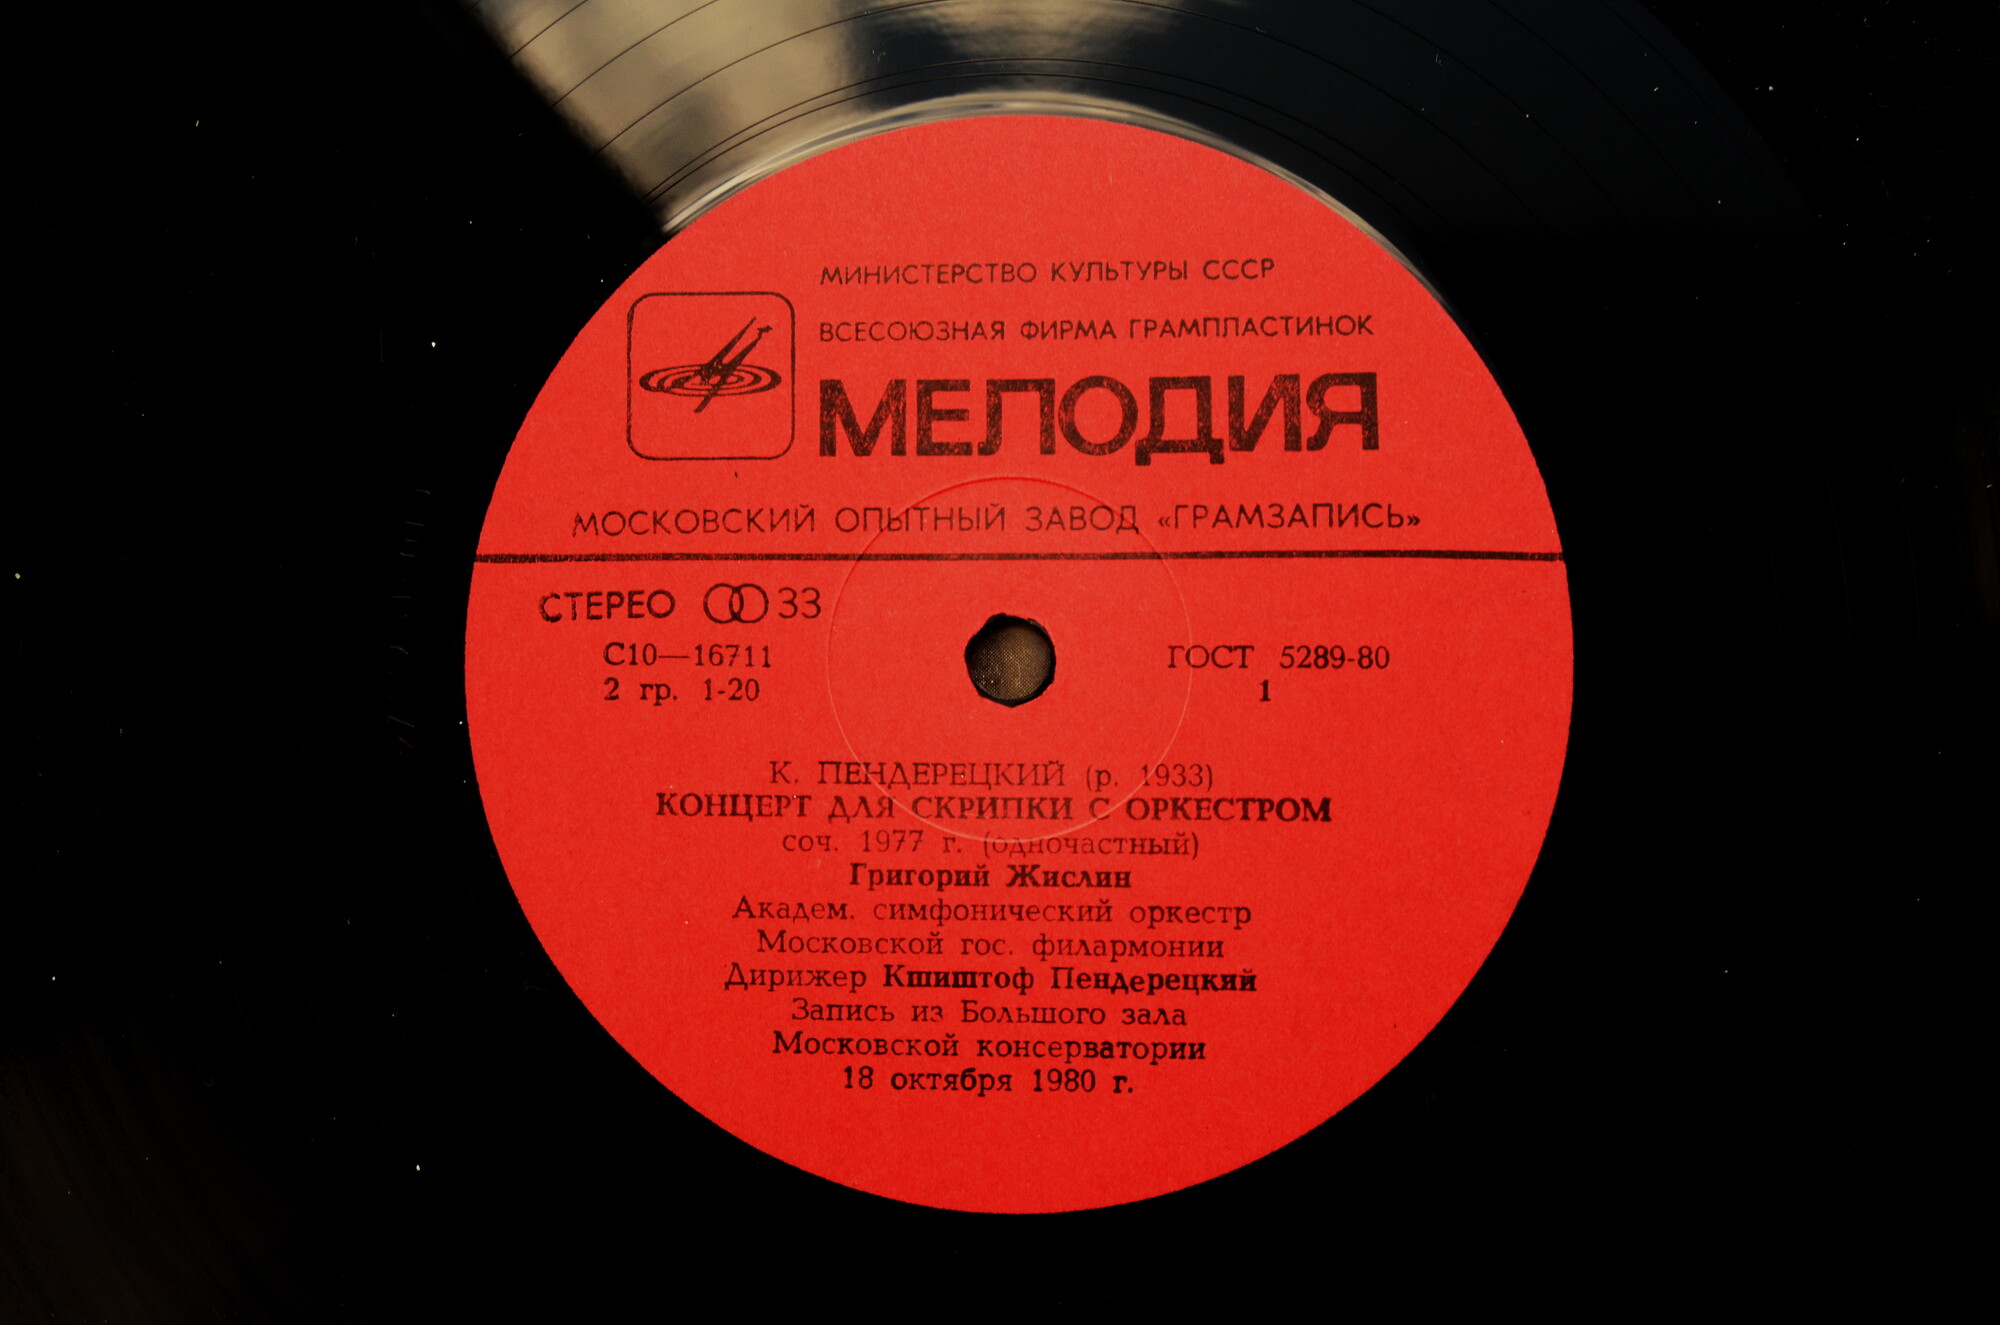 МИНИСТЕРСТВО КУЛЬТУРЫ СССР
ВСЕСОЮЗНАЯ ФИРМА ГРАМПЛАСТИНОК
МЕЛОДИЯ
МОСКОВСКИЙ ОПЫТНЫЙ ЗАВОД «ГРАМЗАПИСЬ»
СТЕРЕО 33
С10—16711 ГОСТ 5289-80
2 гр. 1-20 1
К. ПЕНДЕРЕЦКИЙ (р. 1933)
КОНЦЕРТ ДЛЯ СКРИПКИ С ОРКЕСТРОМ
соч. 1977 г. (одночастный)
Григорий Жислин
Академ. симфонический оркестр
Московской гос. филармонии
Дирижер Кшиштоф Пендерецкий
Запись из Большого зала
Московской консерватории
18 октября 1980 г.